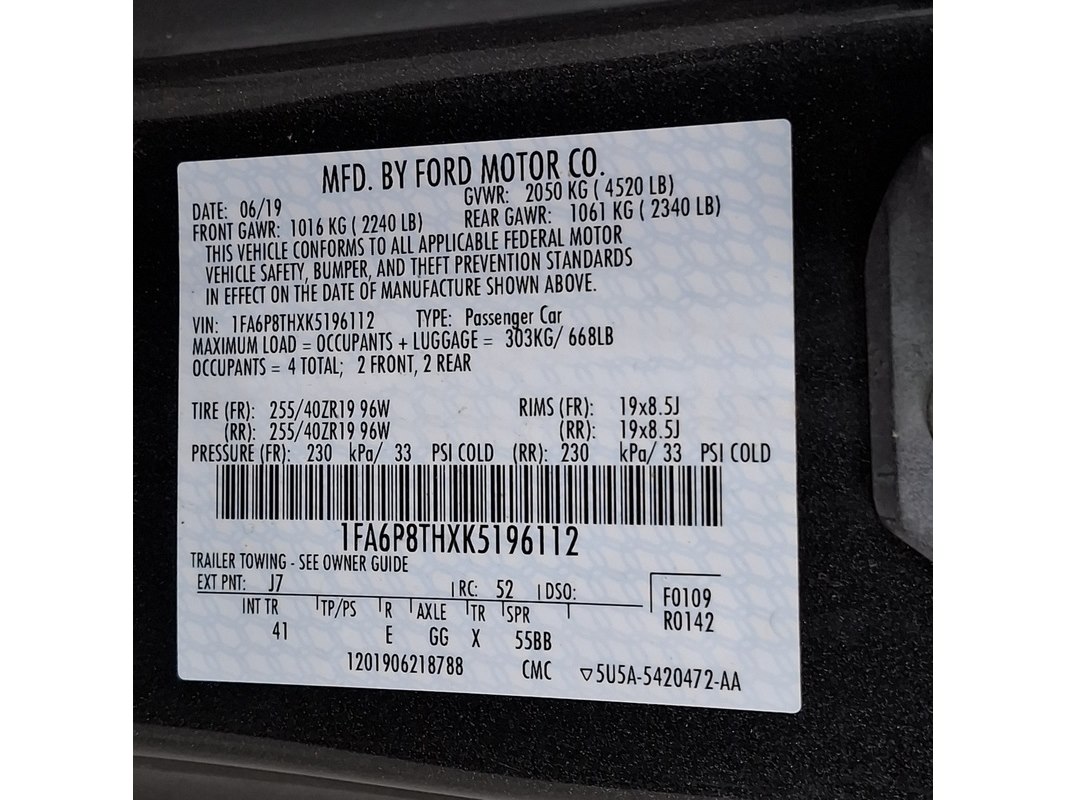 MFD. BY FORD MOTOR CO.
DATE: 06/19 GVWR: 2050 KG ( 4520 LB)
FRONT GAWR: 1016 KG ( 2240 LB) REAR GAWR: 1061 KG ( 2340 LB)
THIS VEHICLE CONFORMS TO ALL APPLICABLE FEDERAL MOTOR
VEHICLE SAFETY, BUMPER, AND THEFT PREVENTION STANDARDS
IN EFFECT ON THE DATE OF MANUFACTURE SHOWN ABOVE.
VIN: 1FA6P8THXK5196112 TYPE: Passenger Car
MAXIMUM LOAD = OCCUPANTS + LUGGAGE = 303KG/ 668LB
OCCUPANTS = 4 TOTAL; 2 FRONT, 2 REAR
TIRE (FR): 255/40ZR19 96W RIMS (FR): 19x8.5J
(RR): 255/40ZR19 96W (RR): 19x8.5J
PRESSURE (FR): 230 kPa/ 33 PSI COLD (RR): 230 kPa/ 33 PSI COLD
1FA6P8THXK5196112
TRAILER TOWING - SEE OWNER GUIDE
EXT PNT: J7 RC: 52 DSO: F0109
INT TR TP/PS R AXLE TR SPR R0142
41 E GG X 55BB
1201906218788 CMC ▽5U5A-5420472-AA